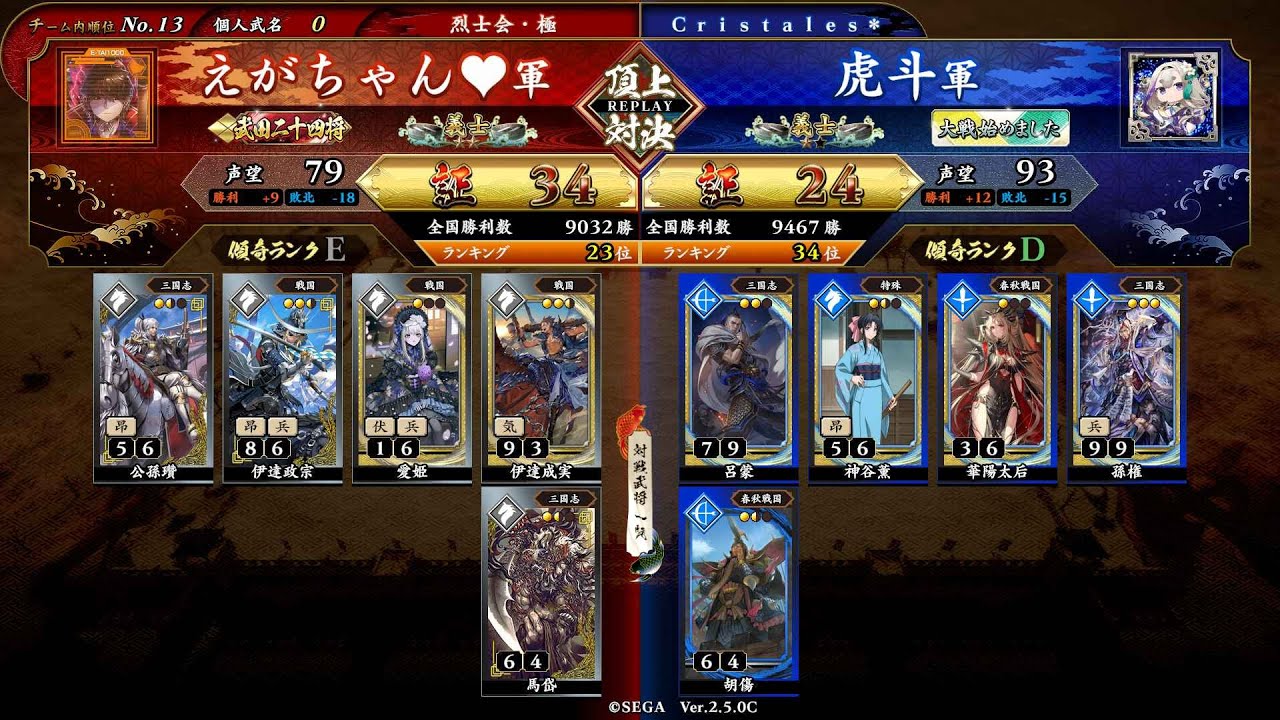 チーム内順位 No.13 個人武名 0 烈士会・極 Cristales*
E-TAI1000
えがちゃん♥軍 頂上 REPLAY 対決 虎斗軍
武田二十四将 義士 義士 大戦、始めました
声望 79 証 34 証 24 声望 93
勝利 +9 敗北 -18 勝利 +12 敗北 -15
全国勝利数 9032勝 全国勝利数 9467勝
傾奇ランクE ランキング 23位 ランキング 34位 傾奇ランクD
三国志 戦国 戦国 戦国 三国志 特殊 春秋戦国 三国志
昴 昴 兵 伏 兵 気 昴 兵
5 6 8 6 1 6 9 3 7 9 5 6 3 6 9 9
公孫瓚 伊達政宗 愛姫 伊達成実 呂蒙 神谷薫 華陽太后 孫権
対戦武将一覧
三国志 春秋戦国
6 4 6 4
馬岱 胡傷
©SEGA Ver.2.5.0C